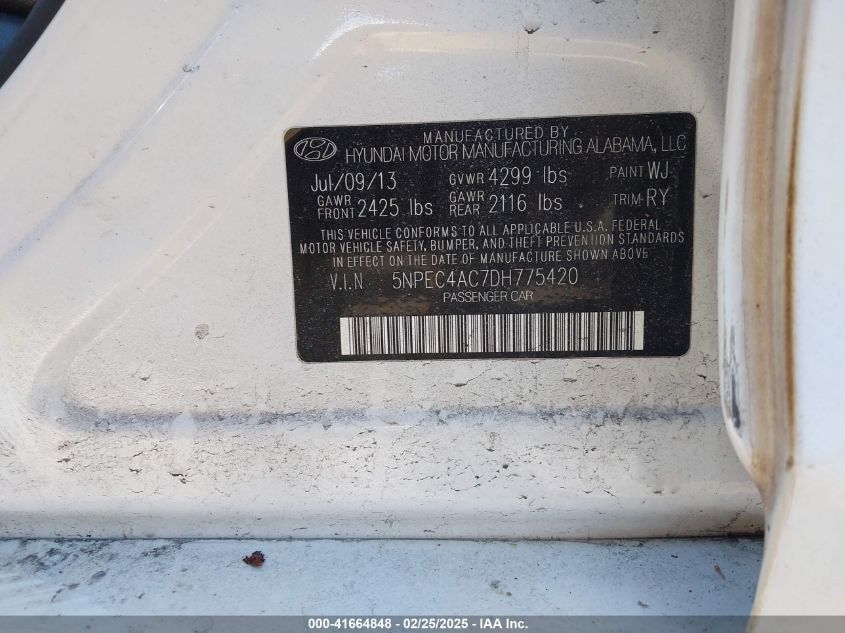 MANUFACTURED BY
HYUNDAI MOTOR MANUFACTURING ALABAMA, LLC
Jul/09/13 GVWR 4299 lbs PAINT WJ
GAWR FRONT 2425 lbs GAWR REAR 2116 lbs TRIM RY
THIS VEHICLE CONFORMS TO ALL APPLICABLE U.S.A. FEDERAL
MOTOR VEHICLE SAFETY, BUMPER, AND THEFT PREVENTION STANDARDS
IN EFFECT ON THE DATE OF MANUFACTURE SHOWN ABOVE
V.I.N 5NPEC4AC7DH775420
PASSENGER CAR
000-41664848 — 02/25/2025 — IAA Inc.